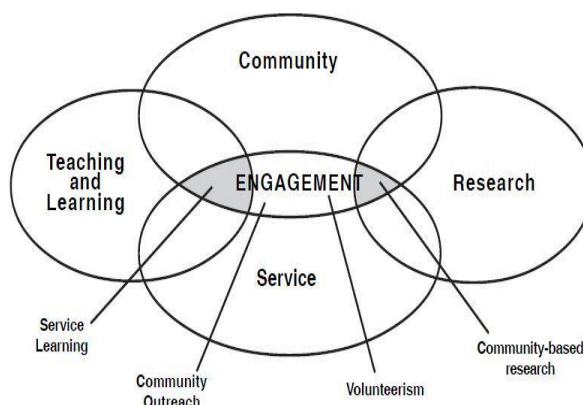 Community
Teaching
and
Learning
ENGAGEMENT
Research
Service
Service
Learning
Community
Outreach
Volunteerism
Community-based
research